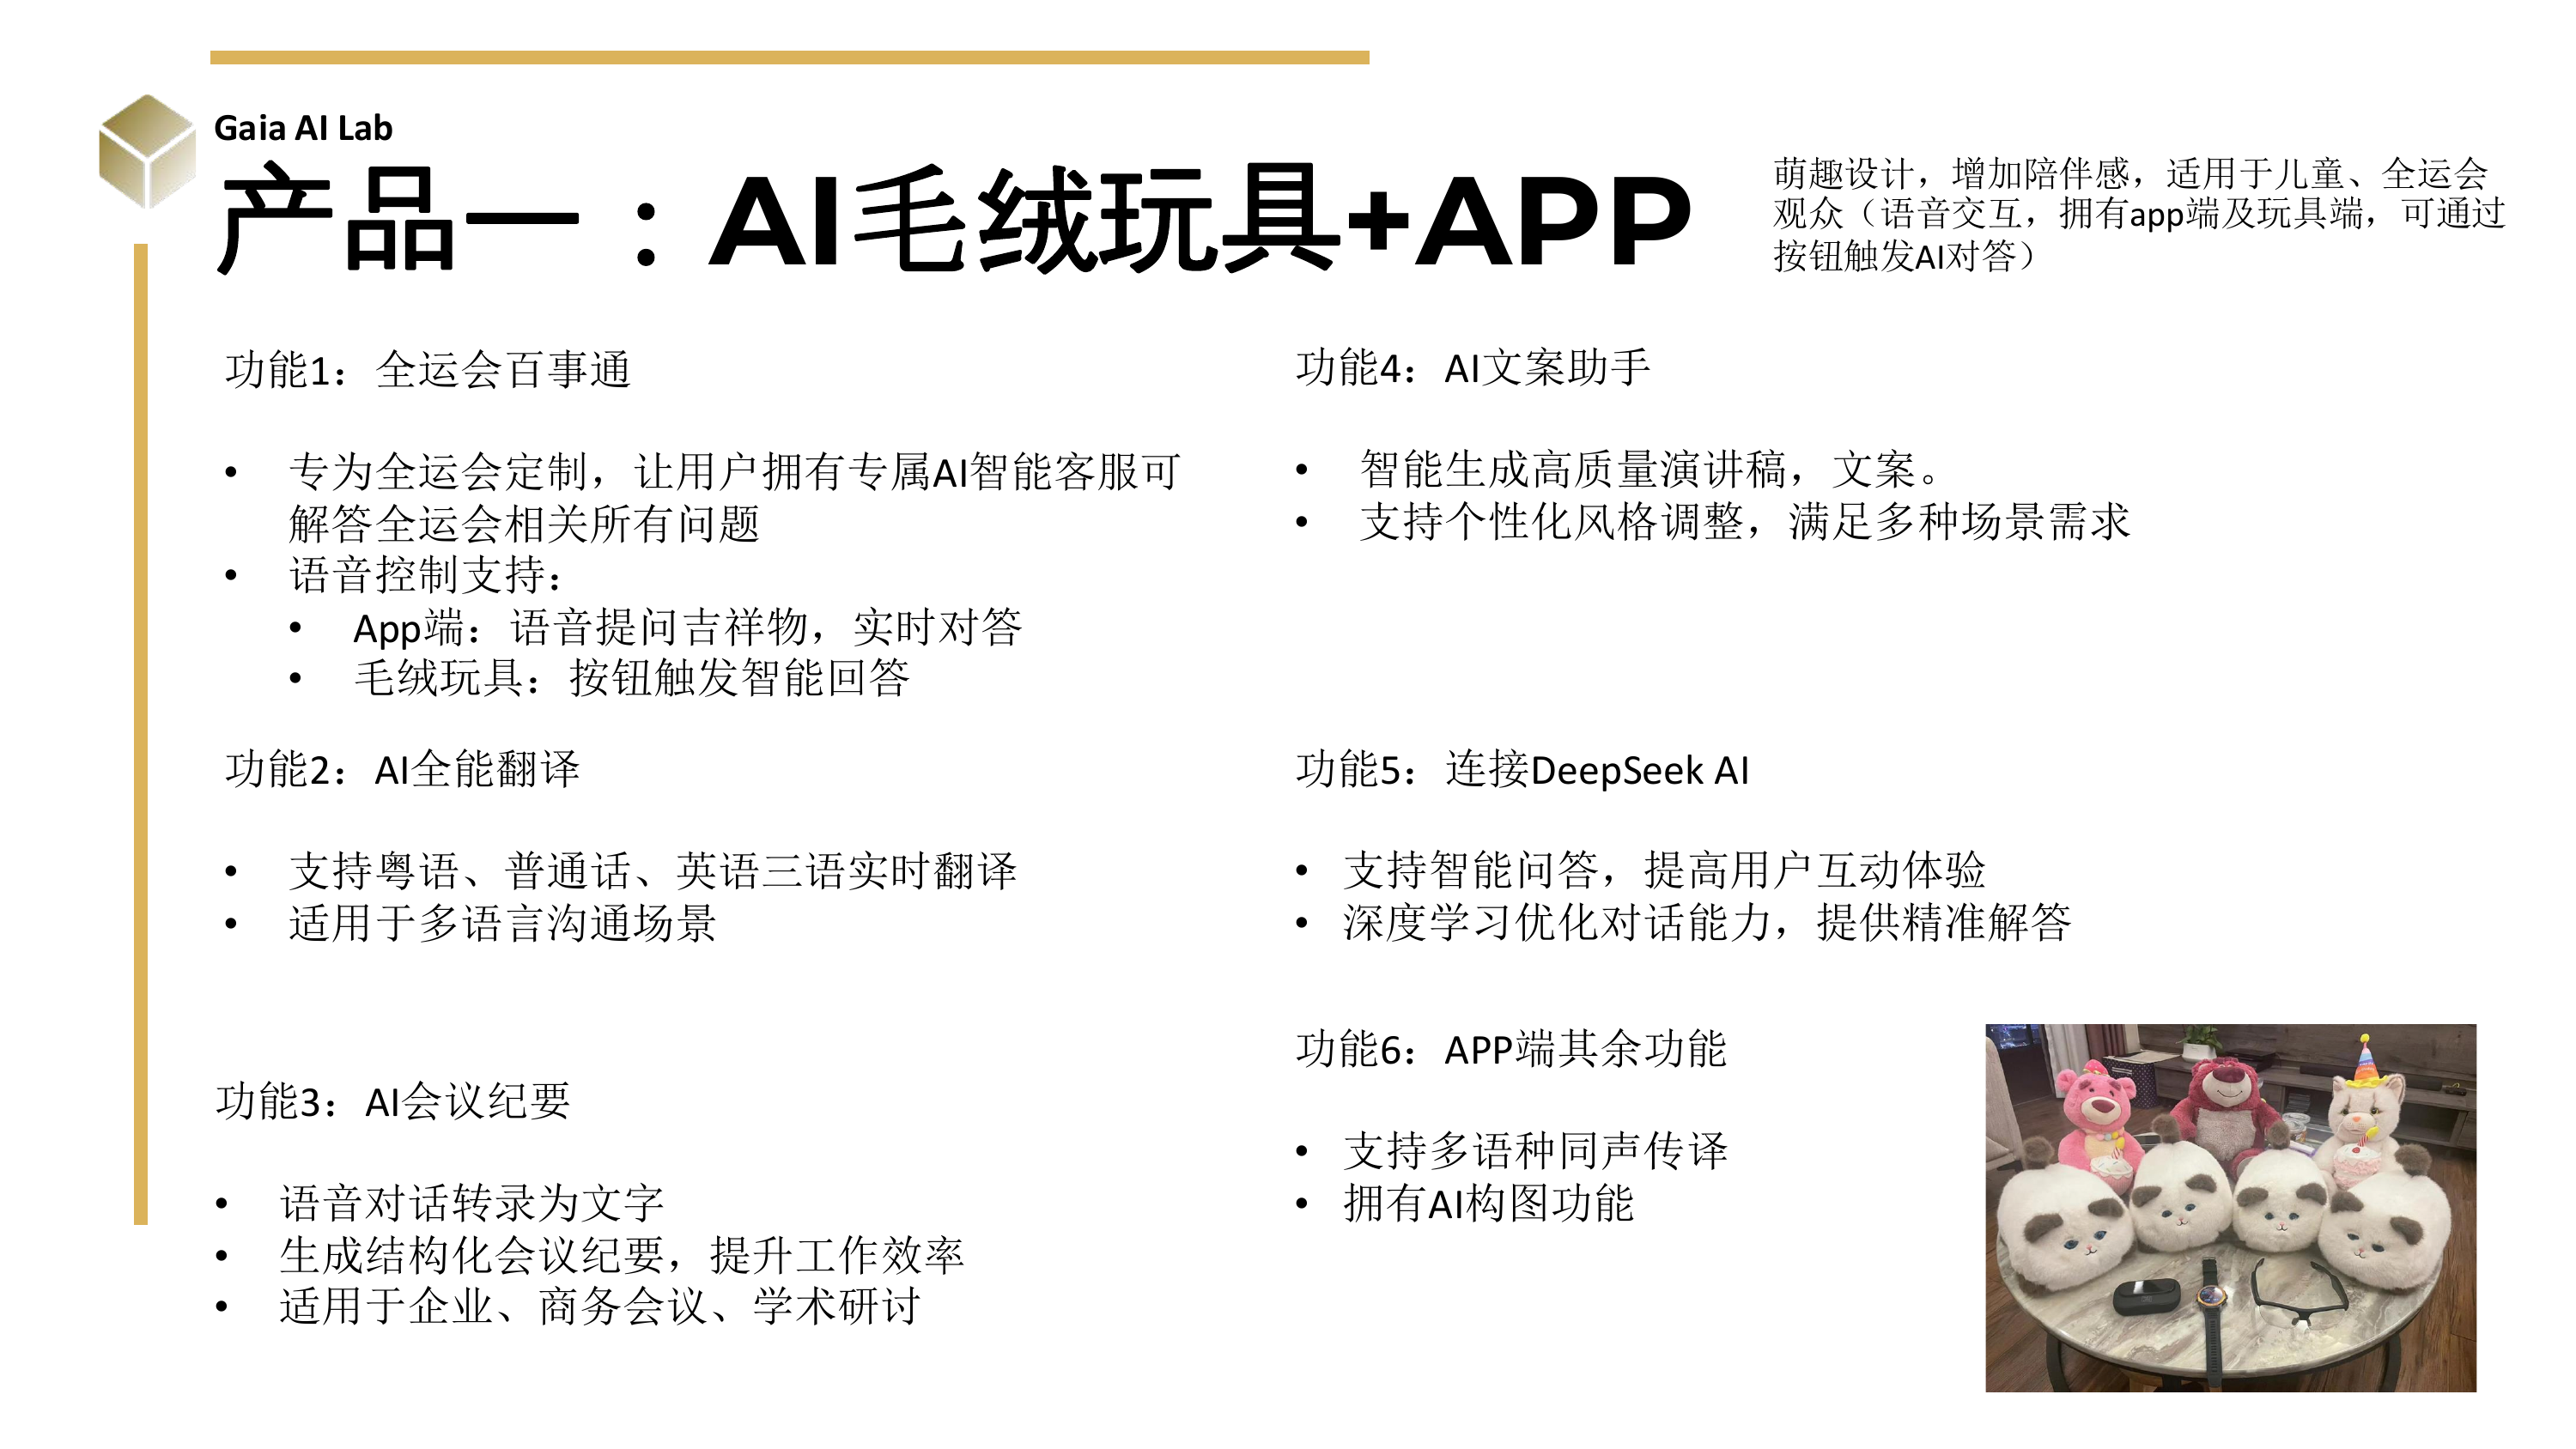 Gaia AI Lab
产品一：AI毛绒玩具+APP
萌趣设计，增加陪伴感，适用于儿童、全运会
观众（语音交互，拥有app端及玩具端，可通过
按钮触发AI对答）
功能1：全运会百事通
• 专为全运会定制，让用户拥有专属AI智能客服可
解答全运会相关所有问题
• 语音控制支持：
• App端：语音提问吉祥物，实时对答
• 毛绒玩具：按钮触发智能回答
功能2：AI全能翻译
• 支持粤语、普通话、英语三语实时翻译
• 适用于多语言沟通场景
功能3：AI会议纪要
• 语音对话转录为文字
• 生成结构化会议纪要，提升工作效率
• 适用于企业、商务会议、学术研讨
功能4：AI文案助手
• 智能生成高质量演讲稿，文案。
• 支持个性化风格调整，满足多种场景需求
功能5：连接DeepSeek AI
• 支持智能问答，提高用户互动体验
• 深度学习优化对话能力，提供精准解答
功能6：APP端其余功能
• 支持多语种同声传译
• 拥有AI构图功能